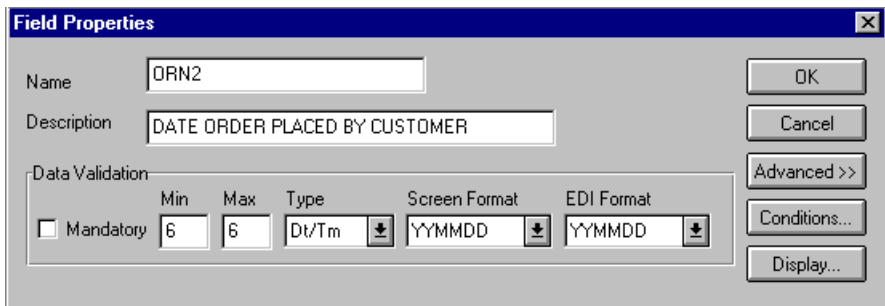 Field Properties
Name ORN2 OK
Description DATE ORDER PLACED BY CUSTOMER Cancel
Data Validation Advanced >>
Min Max Type Screen Format EDI Format
Mandatory 6 6 Dt/Tm YYMMDD YYMMDD Conditions...
Display...